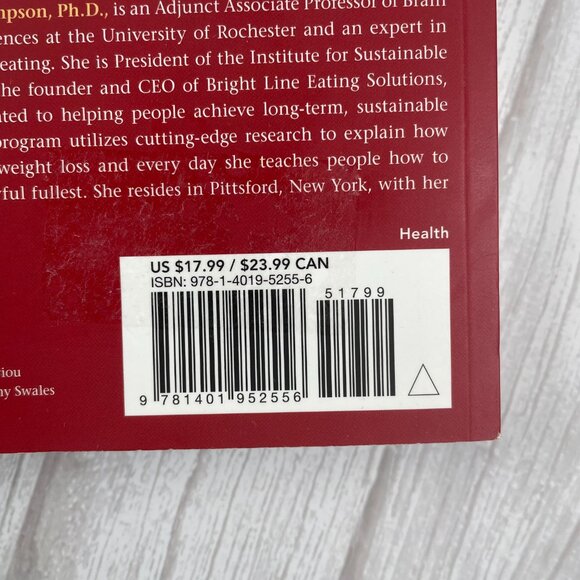 mpson, Ph.D., is an Adjunct Associate Professor of Brain
ences at the University of Rochester and an expert in
eating. She is President of the Institute for Sustainable
he founder and CEO of Bright Line Eating Solutions,
ated to helping people achieve long-term, sustainable
program utilizes cutting-edge research to explain how
weight loss and every day she teaches people how to
yful fullest. She resides in Pittsford, New York, with her
Health
US $17.99 / $23.99 CAN
ISBN: 978-1-4019-5255-6
51799
9 781401 952556
riou
ny Swales